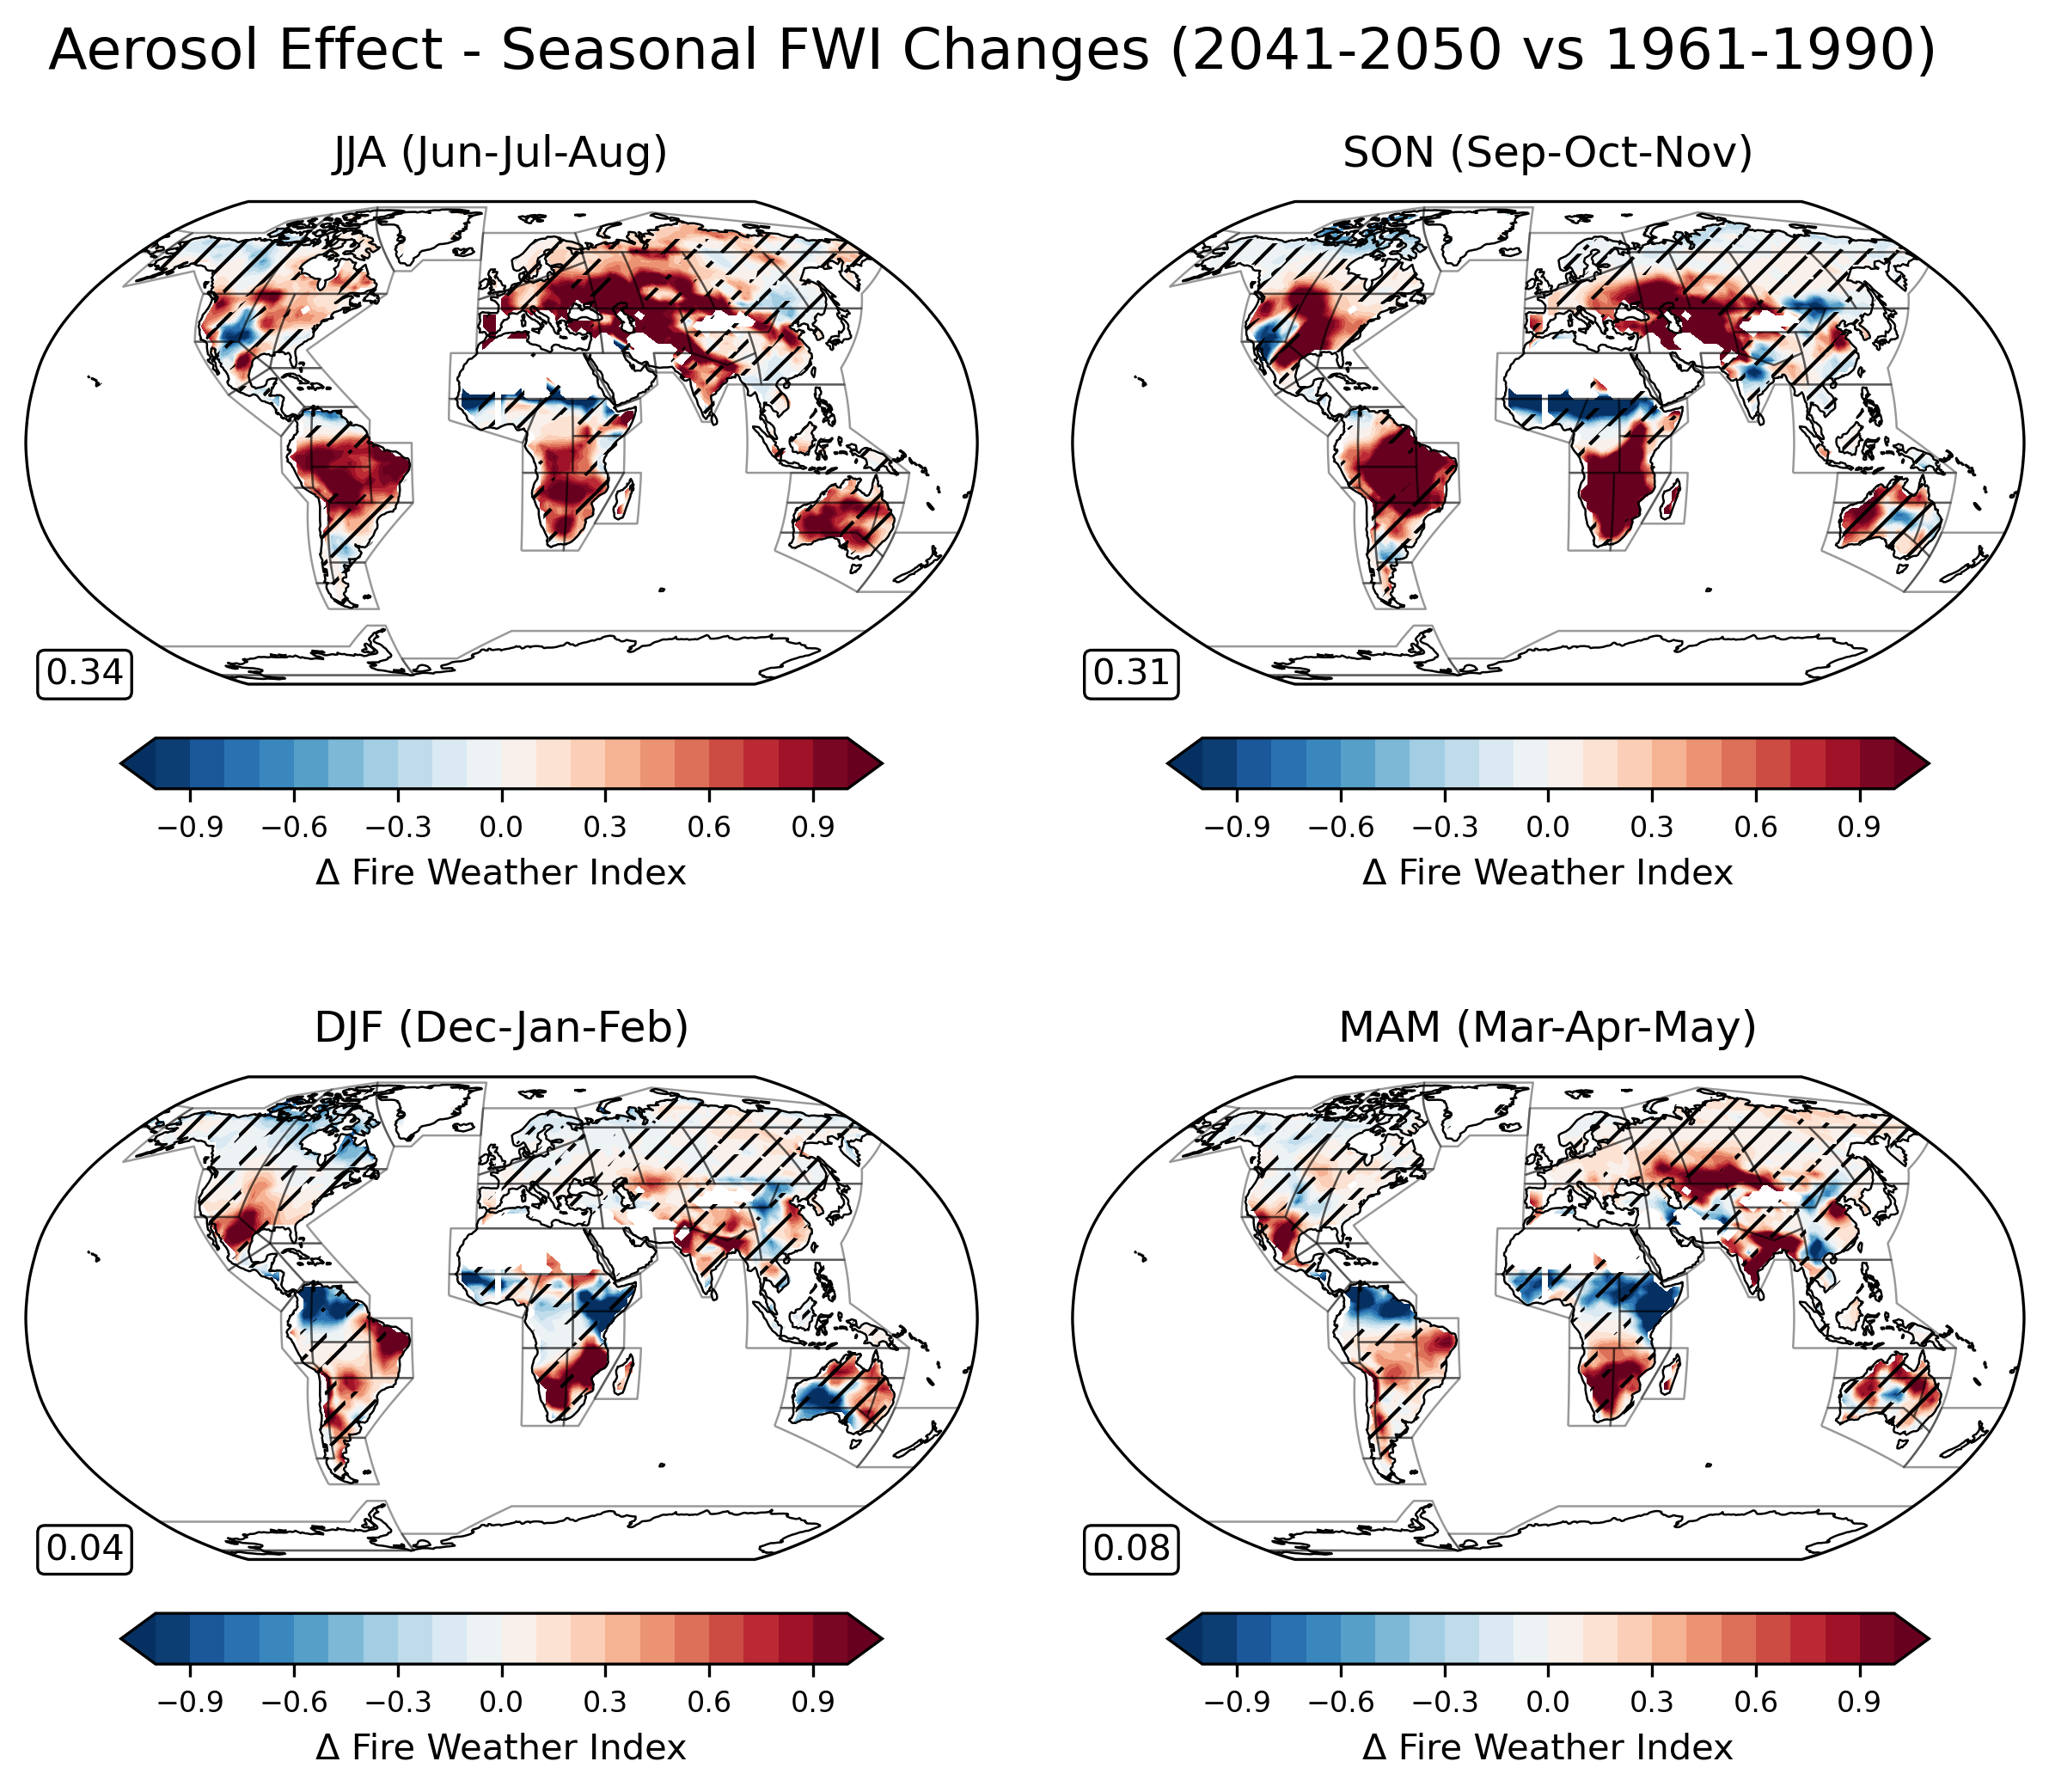 Aerosol Effect - Seasonal FWI Changes (2041-2050 vs 1961-1990)
JJA (Jun-Jul-Aug)
0.34
−0.9 −0.6 −0.3 0.0 0.3 0.6 0.9
Δ Fire Weather Index
SON (Sep-Oct-Nov)
0.31
−0.9 −0.6 −0.3 0.0 0.3 0.6 0.9
Δ Fire Weather Index
DJF (Dec-Jan-Feb)
0.04
−0.9 −0.6 −0.3 0.0 0.3 0.6 0.9
Δ Fire Weather Index
MAM (Mar-Apr-May)
0.08
−0.9 −0.6 −0.3 0.0 0.3 0.6 0.9
Δ Fire Weather Index